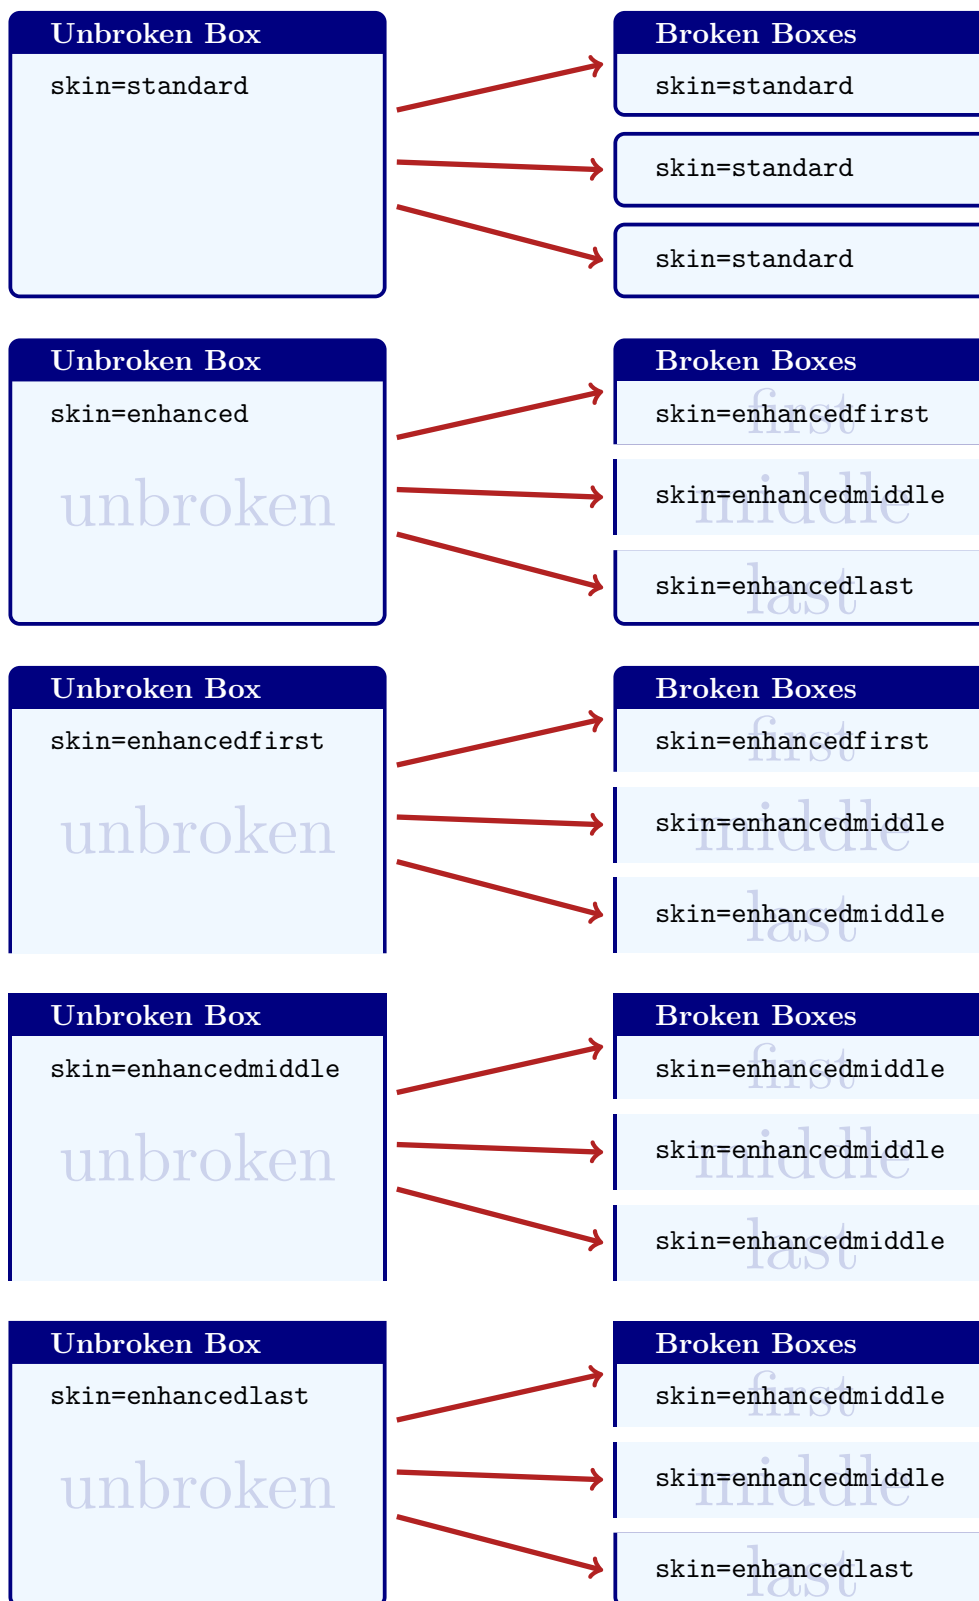 Unbroken Box
skin=standard
Broken Boxes
skin=standard
skin=standard
skin=standard
Unbroken Box
skin=enhanced
unbroken
Broken Boxes
first
skin=enhancedfirst
middle
skin=enhancedmiddle
last
skin=enhancedlast
Unbroken Box
skin=enhancedfirst
unbroken
Broken Boxes
first
skin=enhancedfirst
middle
skin=enhancedmiddle
last
skin=enhancedmiddle
Unbroken Box
skin=enhancedmiddle
unbroken
Broken Boxes
first
skin=enhancedmiddle
middle
skin=enhancedmiddle
last
skin=enhancedmiddle
Unbroken Box
skin=enhancedlast
unbroken
Broken Boxes
first
skin=enhancedmiddle
middle
skin=enhancedmiddle
last
skin=enhancedlast